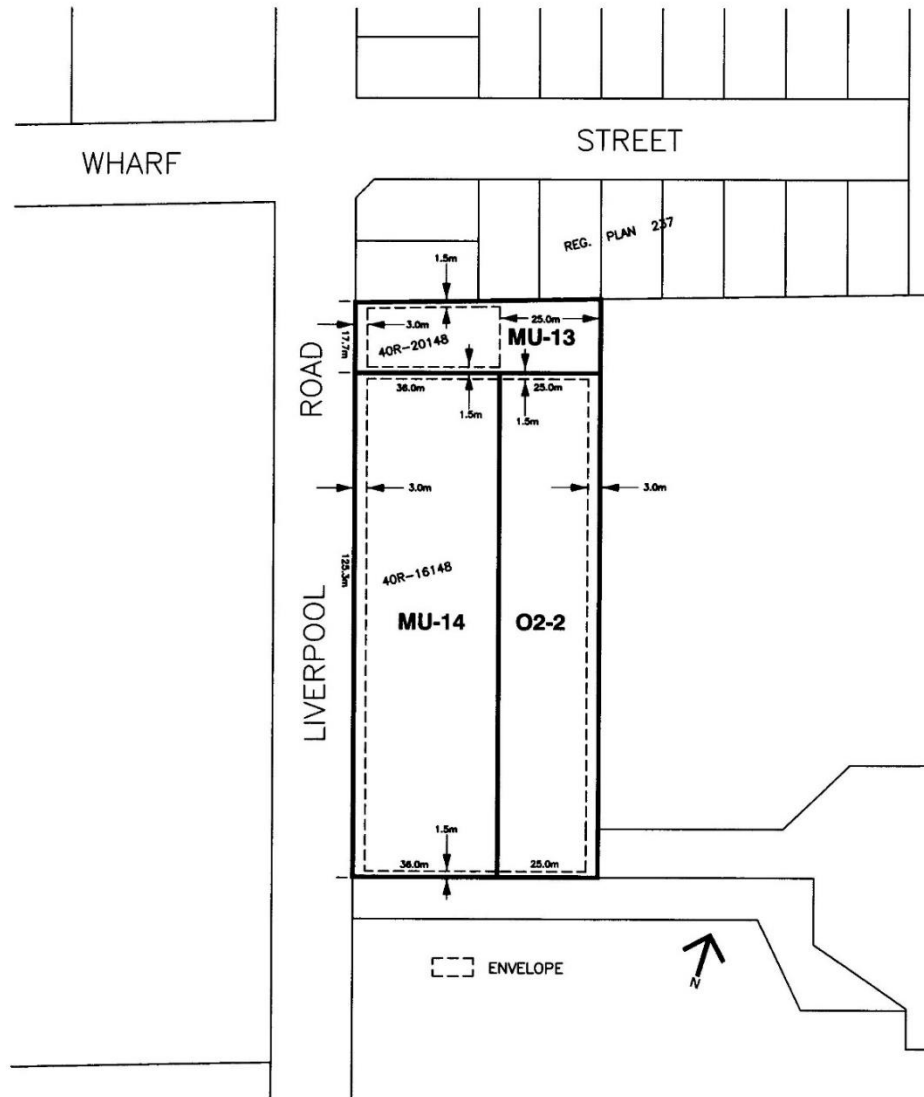 WHARF
STREET
REG. PLAN 237
1.5m
3.0m
25.0m
17.7m
40R-20148
MU-13
ROAD
36.0m
25.0m
1.5m
1.5m
3.0m
3.0m
125.3m
40R-16148
MU-14
O2-2
LIVERPOOL
1.5m
36.0m
25.0m
ENVELOPE
N